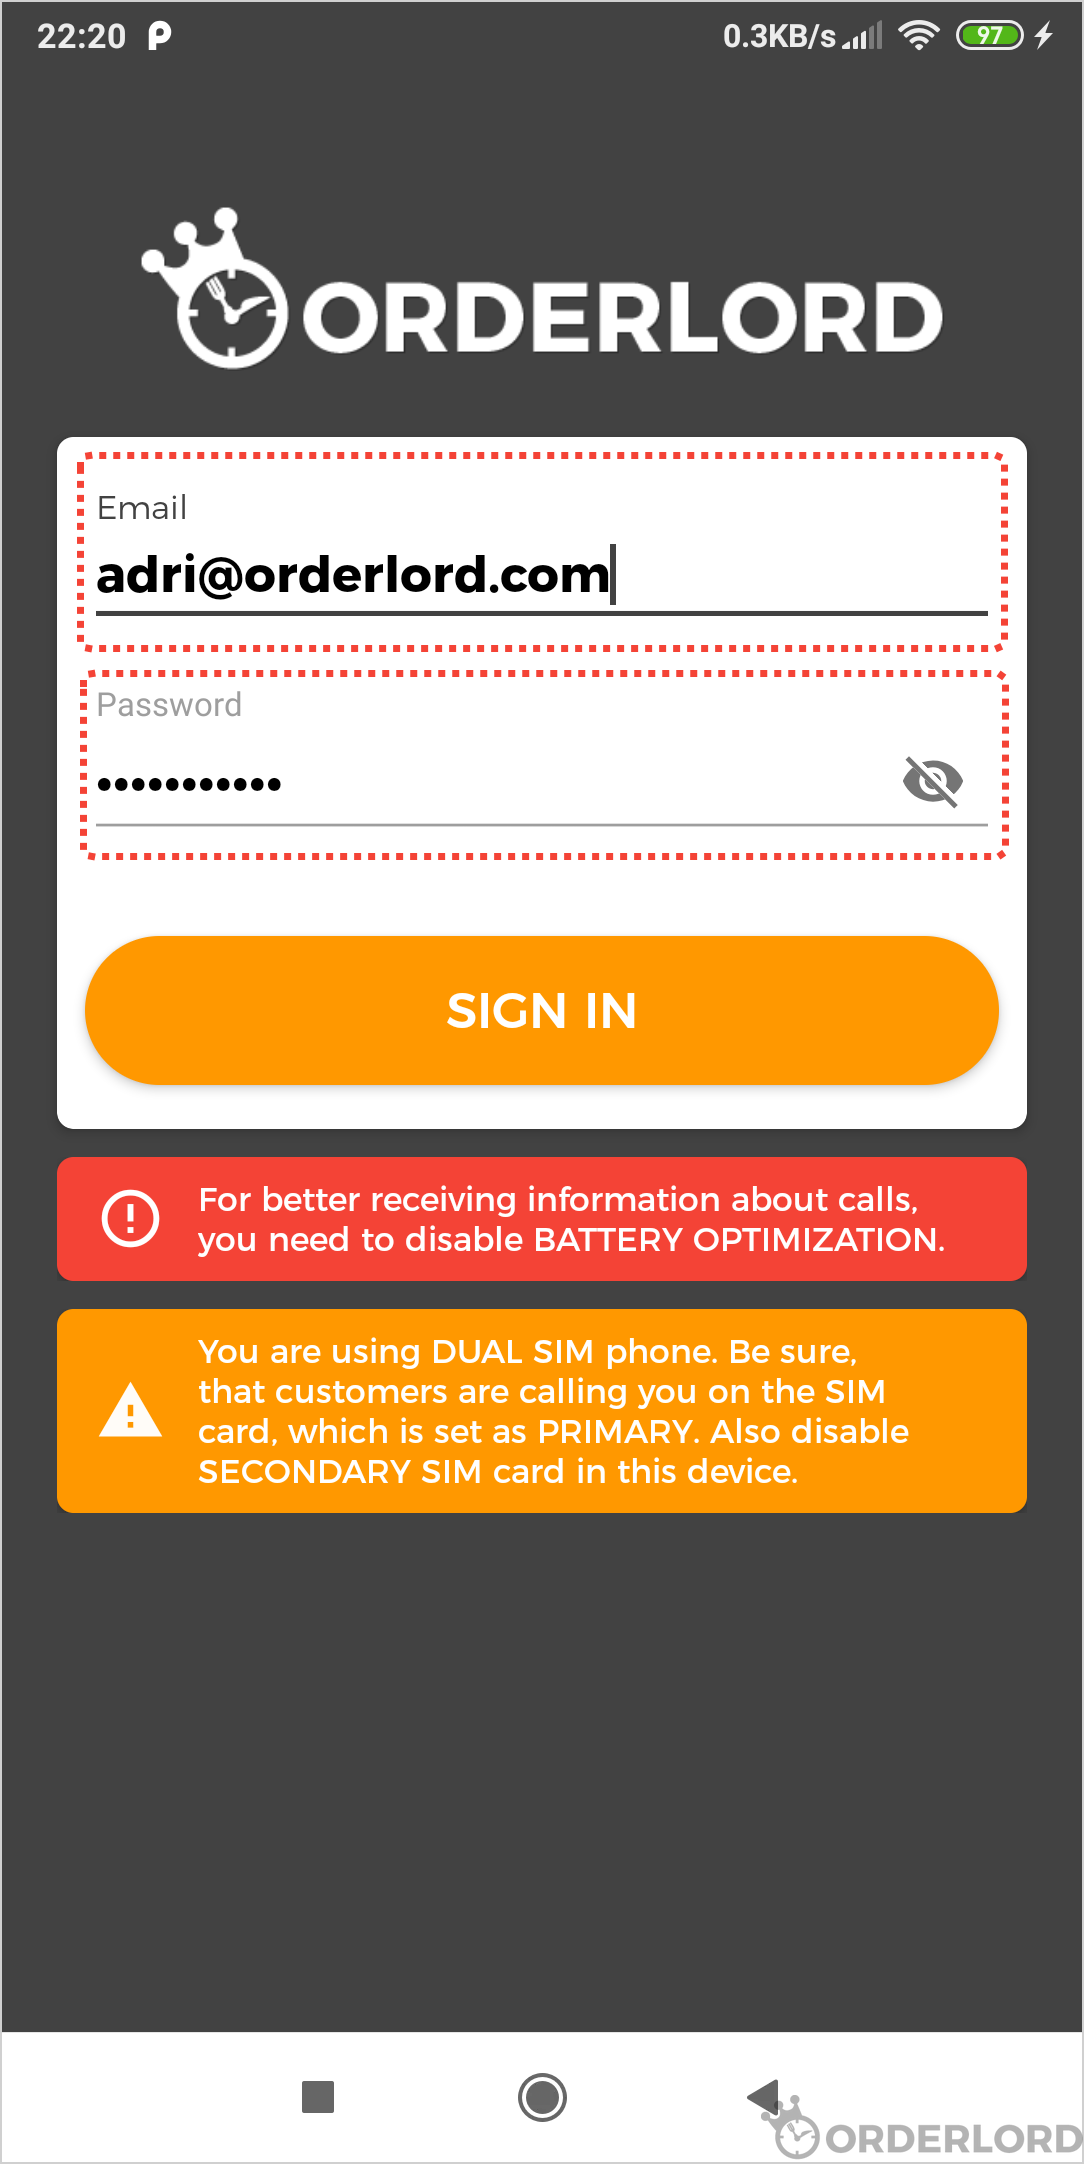 22:20
0.3KB/s
97
ORDERLORD
Email
adri@orderlord.com
Password
SIGN IN
For better receiving information about calls,
you need to disable BATTERY OPTIMIZATION.
You are using DUAL SIM phone. Be sure,
that customers are calling you on the SIM
card, which is set as PRIMARY. Also disable
SECONDARY SIM card in this device.
ORDERLORD